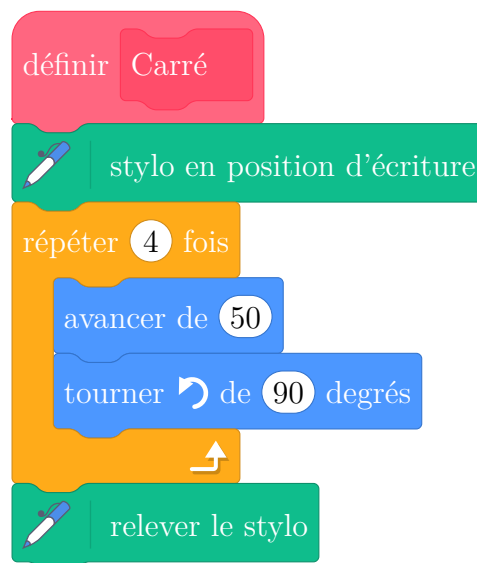 définir Carré
stylo en position d'écriture
répéter 4 fois
avancer de 50
tourner de 90 degrés
relever le stylo